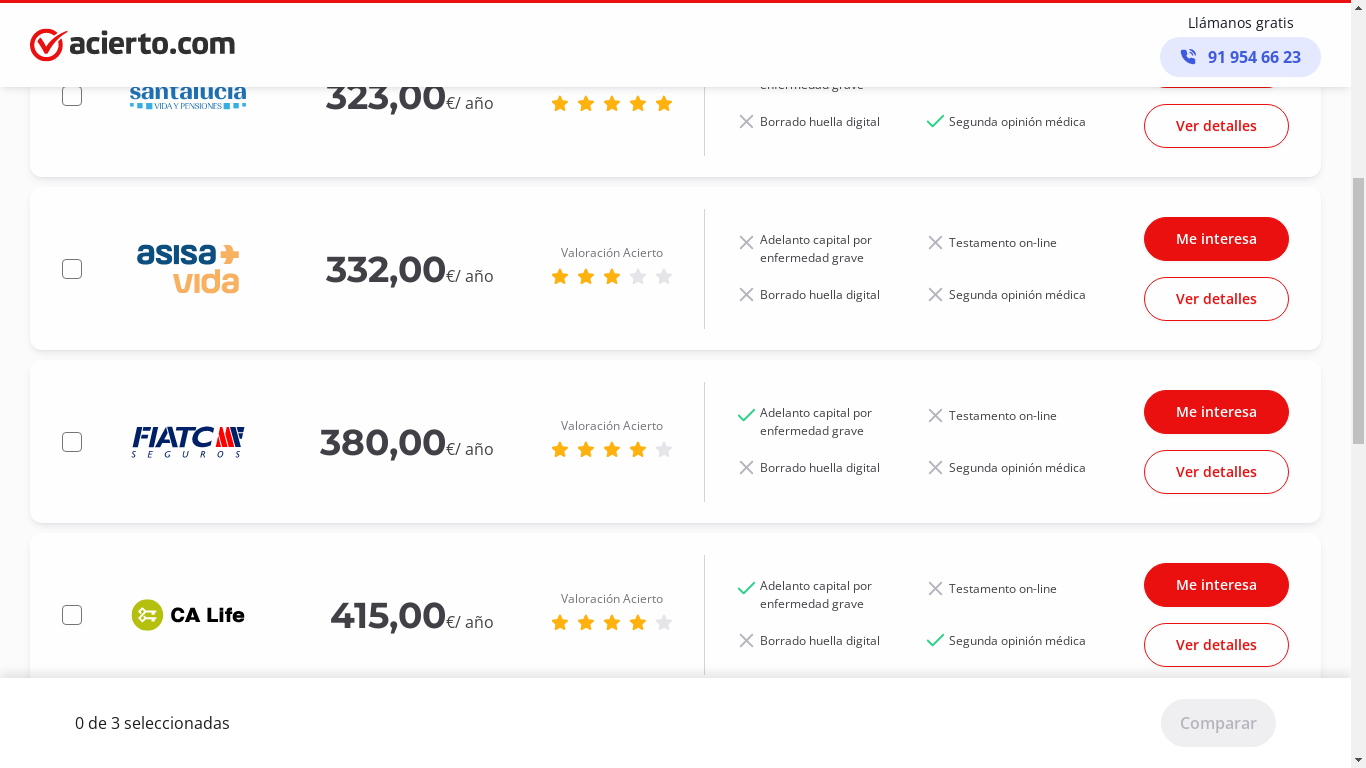 acierto.com
Llámanos gratis
91 954 66 23
santalucía
VIDA Y PENSIONES
323,00€/ año
enfermedad grave
Borrado huella digital
Segunda opinión médica
Ver detalles
asisa
vida
332,00€/ año
Valoración Acierto
Adelanto capital por
enfermedad grave
Testamento on-line
Borrado huella digital
Segunda opinión médica
Me interesa
Ver detalles
FIATC
SEGUROS
380,00€/ año
Valoración Acierto
Adelanto capital por
enfermedad grave
Testamento on-line
Borrado huella digital
Segunda opinión médica
Me interesa
Ver detalles
CA Life
415,00€/ año
Valoración Acierto
Adelanto capital por
enfermedad grave
Testamento on-line
Borrado huella digital
Segunda opinión médica
Me interesa
Ver detalles
0 de 3 seleccionadas
Comparar